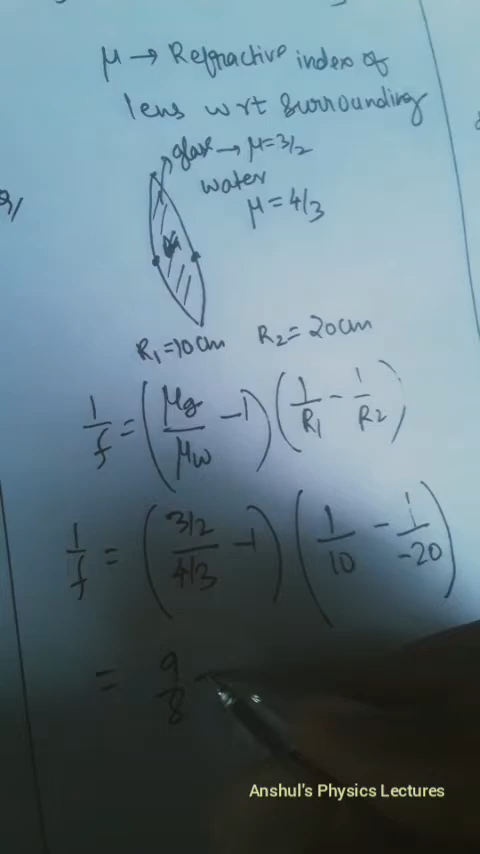 μ → Refractive index of
lens wrt surrounding
glass → μ=3/2
water
μ = 4/3
R₁=10cm R₂=20cm
1/f = (μg/μw - 1) (1/R₁ - 1/R₂)
1/f = ((3/2)/(4/3) - 1) (1/10 - 1/-20)
= 9/8 -
Anshul's Physics Lectures